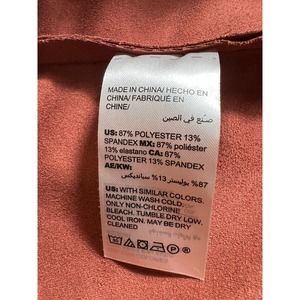 MADE IN CHINA/ HECHO EN
CHINA/ FABRIQUÉ EN
CHINE/
صنع في الصين
US: 87% POLYESTER 13%
SPANDEX MX: 87% poliéster
13% elastano CA: 87%
POLYESTER 13% SPANDEX
AE/KW:
87% بوليستر 13% سبانديكس
US: WITH SIMILAR COLORS.
MACHINE WASH COLD.
ONLY NON-CHLORINE
BLEACH. TUMBLE DRY LOW.
COOL IRON. MAY BE DRY
CLEANED